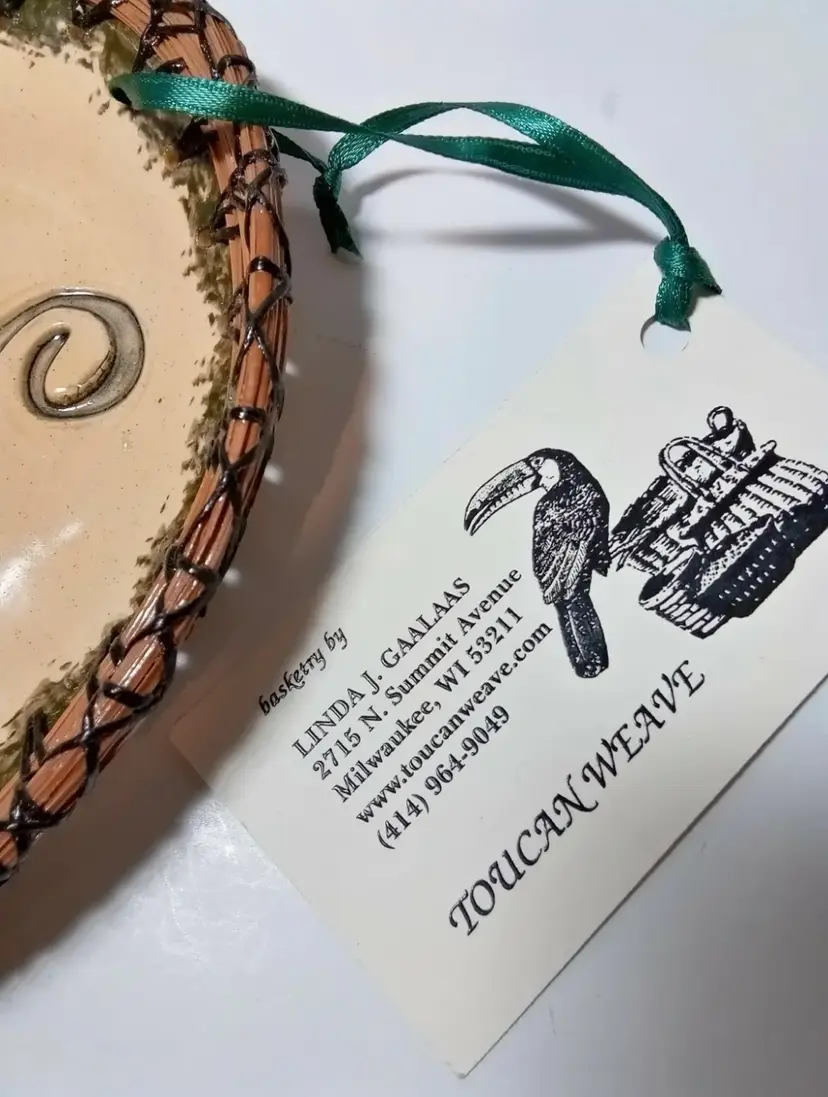 basketry by
LINDA J. GAALAAS
2715 N. Summit Avenue
Milwaukee, WI 53211
www.toucanweave.com
(414) 964-9049
TOUCAN WEAVE